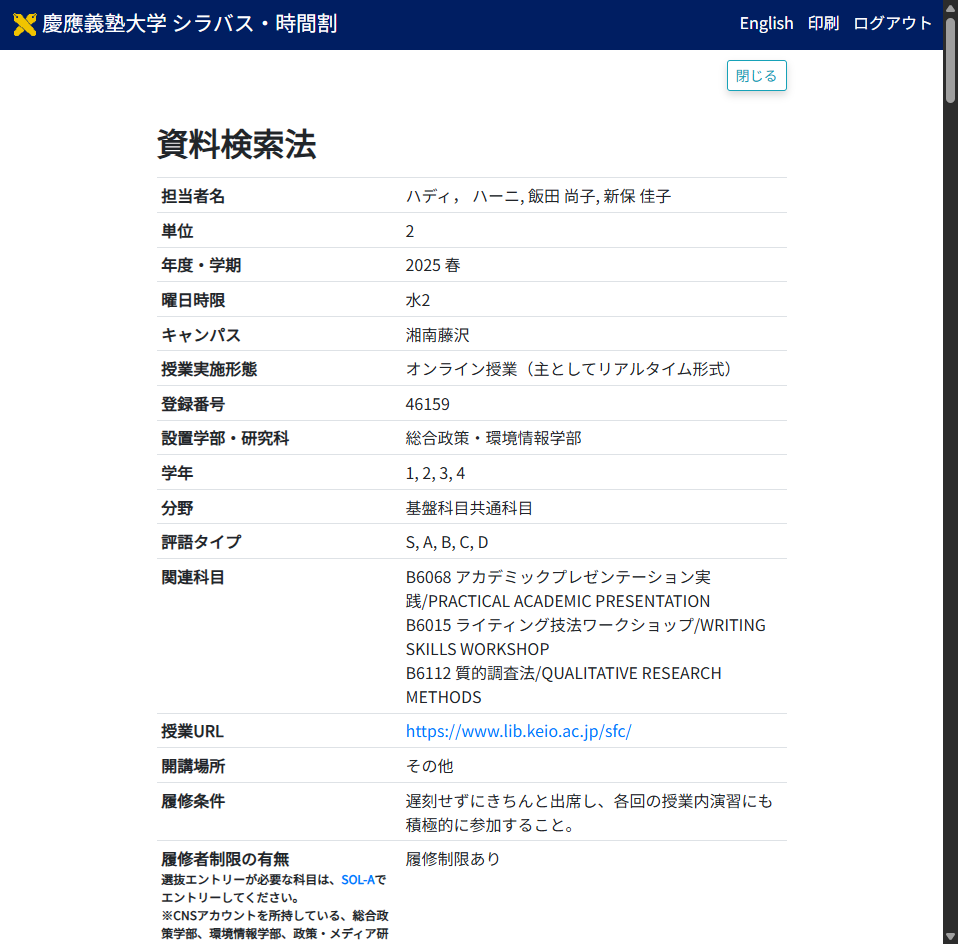 慶應義塾大学 シラバス・時間割
English 印刷 ログアウト
閉じる
資料検索法
担当者名 ハディ， ハーニ, 飯田 尚子, 新保 佳子
単位 2
年度・学期 2025 春
曜日時限 水2
キャンパス 湘南藤沢
授業実施形態 オンライン授業（主としてリアルタイム形式）
登録番号 46159
設置学部・研究科 総合政策・環境情報学部
学年 1, 2, 3, 4
分野 基盤科目共通科目
評語タイプ S, A, B, C, D
関連科目 B6068 アカデミックプレゼンテーション実
践/PRACTICAL ACADEMIC PRESENTATION
B6015 ライティング技法ワークショップ/WRITING
SKILLS WORKSHOP
B6112 質的調査法/QUALITATIVE RESEARCH
METHODS
授業URL https://www.lib.keio.ac.jp/sfc/
開講場所 その他
履修条件 遅刻せずにきちんと出席し、各回の授業内演習にも
積極的に参加すること。
履修者制限の有無 履修制限あり
選抜エントリーが必要な科目は、SOL-Aで
エントリーしてください。
※CNSアカウントを所持している、総合政
策学部、環境情報学部、政策・メディア研